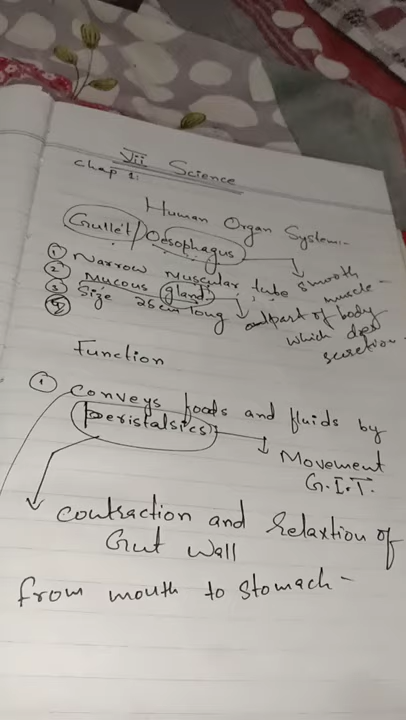 VII Science
Chap 1:
Human Organ System:-
Gullet/Oesophagus
① Narrow Muscular tube smooth muscle-
② Mucous gland. → part of body which does secretion.
③ Size 25cm long
④
Function
① Conveys foods and fluids by
peristalsics → Movement
G.I.T.
Contraction and Relaxtion of
Gut wall
from mouth to stomach-